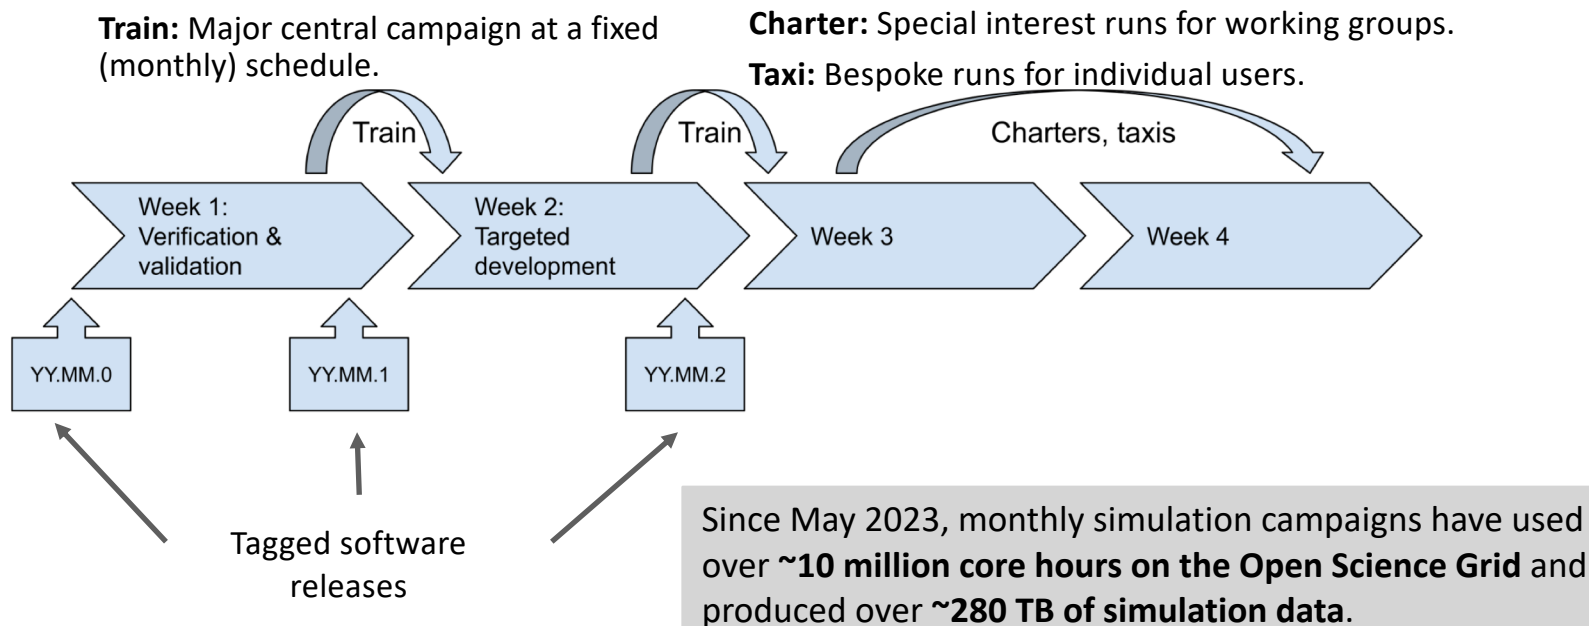 Train: Major central campaign at a fixed
(monthly) schedule.
Charter: Special interest runs for working groups.
Taxi: Bespoke runs for individual users.
Train
Train
Charters, taxis
Week 1:
Verification &
validation
Week 2:
Targeted
development
Week 3
Week 4
YY.MM.0
YY.MM.1
YY.MM.2
Tagged software
releases
Since May 2023, monthly simulation campaigns have used
over ~10 million core hours on the Open Science Grid and
produced over ~280 TB of simulation data.